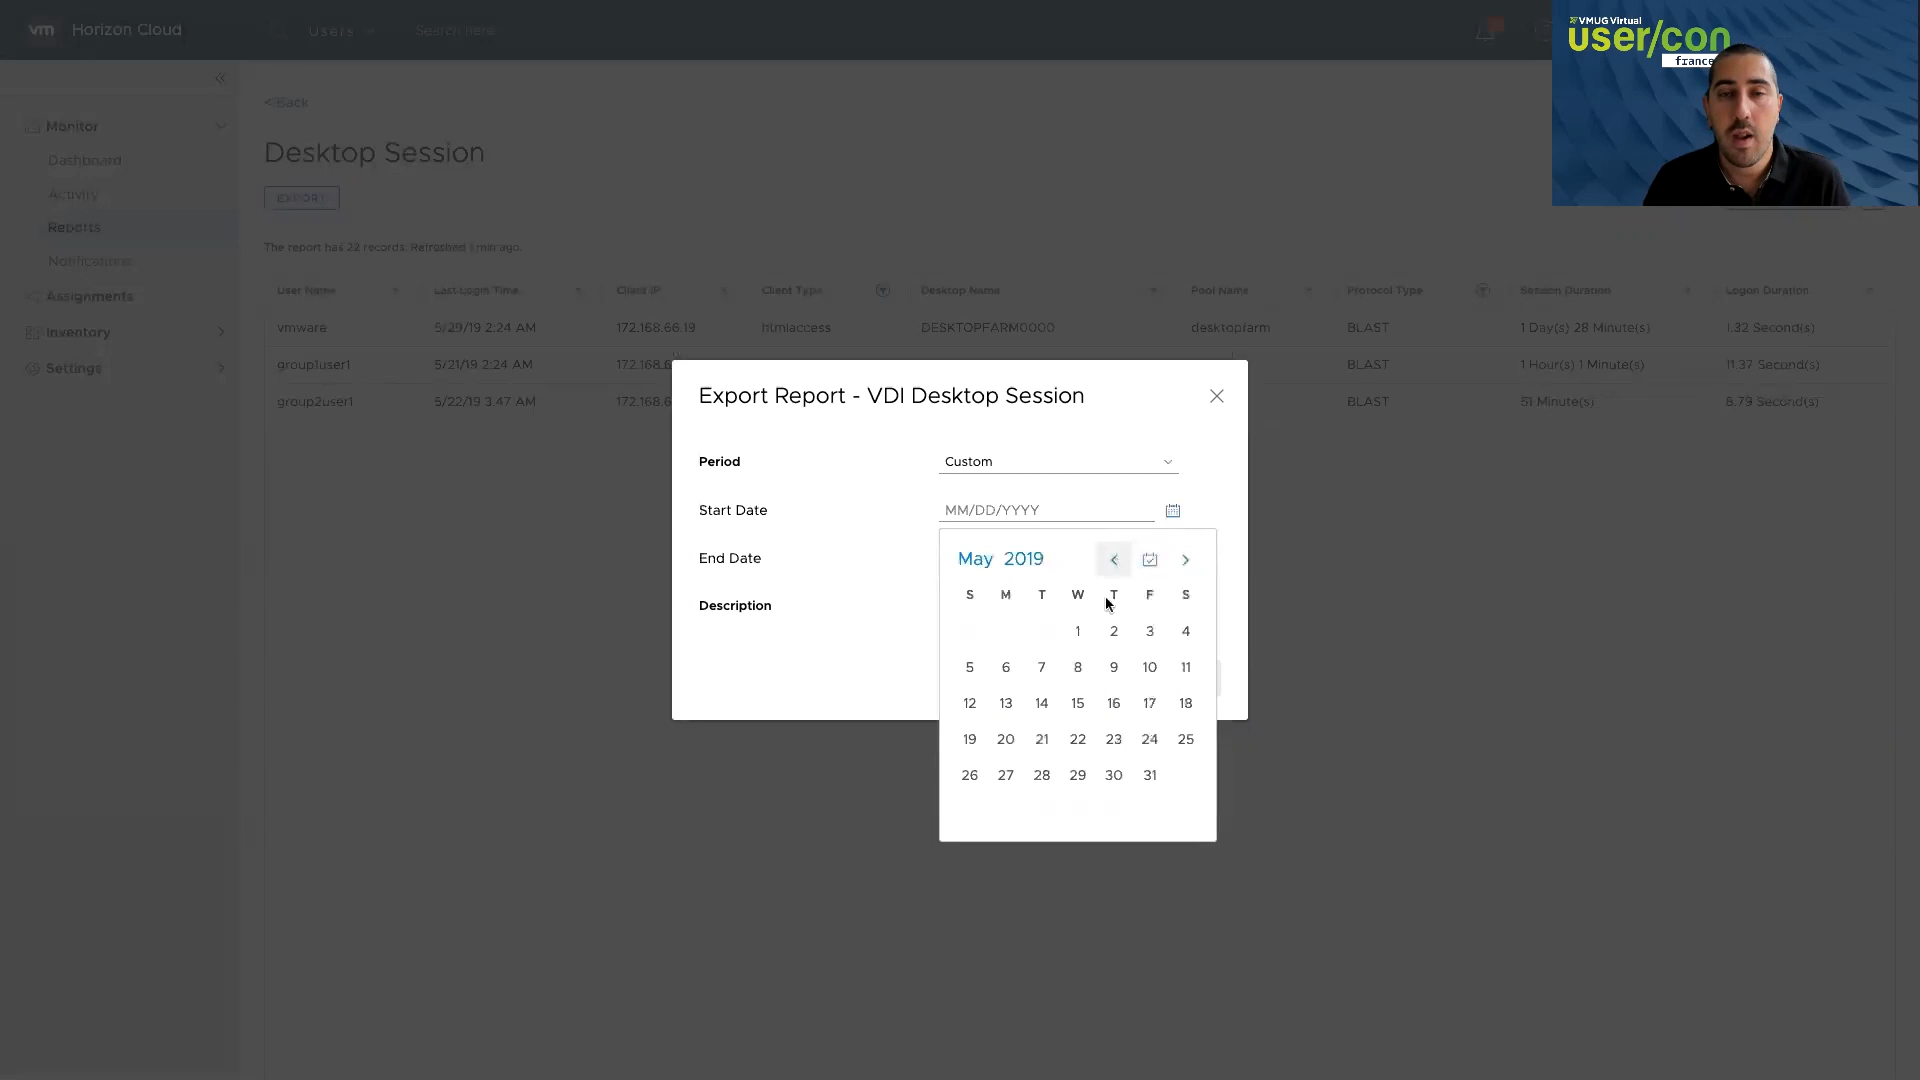 vm Horizon Cloud Users Search here
VMUG Virtual
user/con
france
< Back
Monitor
Dashboard
Activity
Reports
Notifications
Assignments
Inventory
Settings
Desktop Session
EXPORT
The report has 22 records. Refreshed 1 min ago.
User Name Last Login Time Client IP Client Type Desktop Name Pool Name Protocol Type Session Duration Logon Duration
vmware 5/29/19 2:24 AM 172.168.66.19 htmlaccess DESKTOPFARM0000 desktopfarm BLAST 1 Day(s) 28 Minute(s) 1.32 Second(s)
group1user1 5/21/19 2:24 AM 172.168.6 BLAST 1 Hour(s) 1 Minute(s) 11.37 Second(s)
group2user1 5/22/19 3:47 AM 172.168.6 BLAST 51 Minute(s) 8.79 Second(s)
Export Report - VDI Desktop Session
Period Custom
Start Date MM/DD/YYYY
End Date
Description
May 2019
S M T W T F S
1 2 3 4
5 6 7 8 9 10 11
12 13 14 15 16 17 18
19 20 21 22 23 24 25
26 27 28 29 30 31